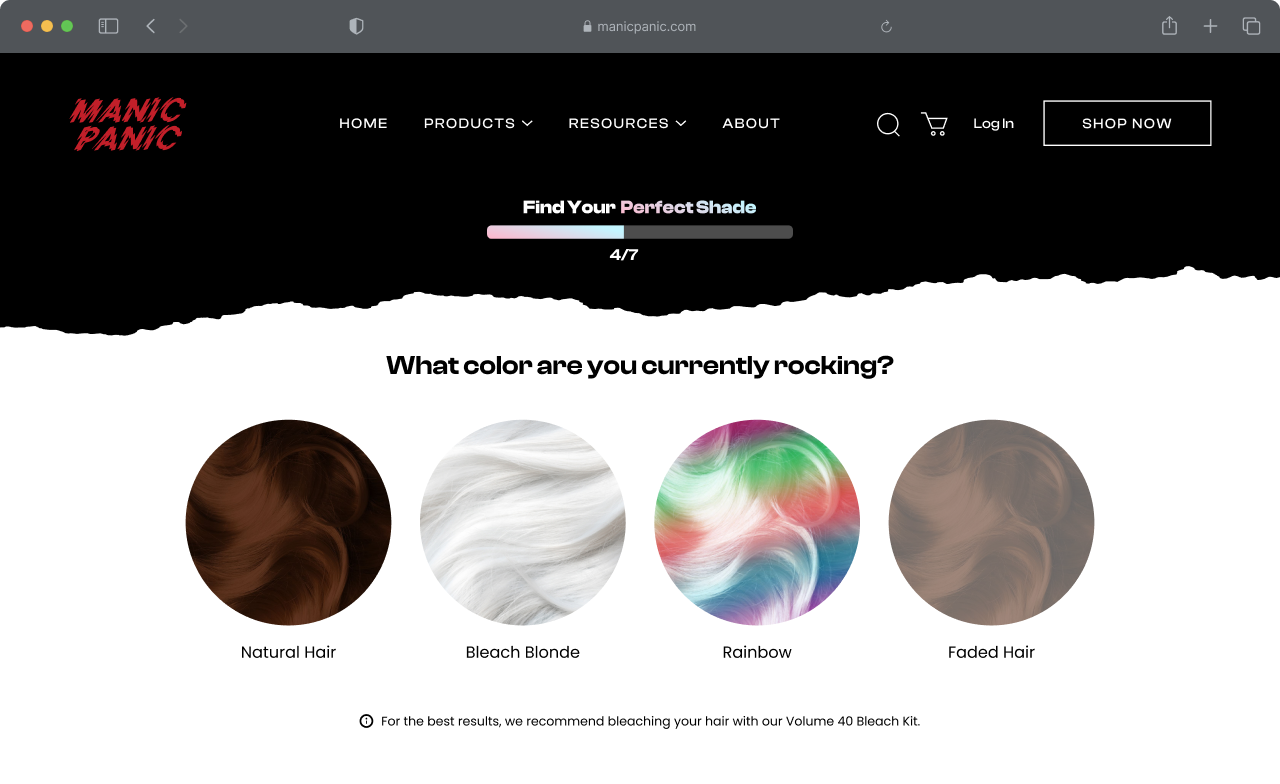 manicpanic.com
MANIC
PANIC
HOME PRODUCTS RESOURCES ABOUT Log In SHOP NOW
Find Your Perfect Shade
4/7
What color are you currently rocking?
Natural Hair Bleach Blonde Rainbow Faded Hair
For the best results, we recommend bleaching your hair with our Volume 40 Bleach Kit.